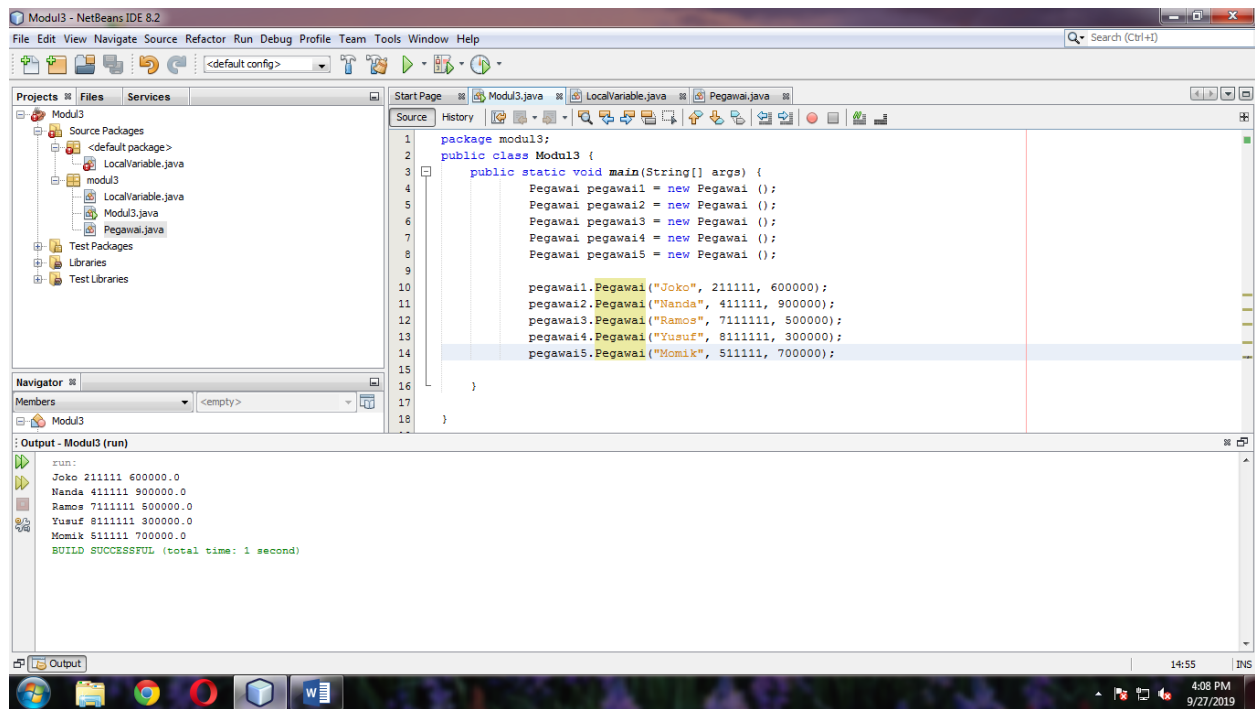 Modul3 - NetBeans IDE 8.2
File Edit View Navigate Source Refactor Run Debug Profile Team Tools Window Help
Search (Ctrl+I)
<default config>
Projects Files Services
Modul3
Source Packages
<default package>
LocalVariable.java
modul3
LocalVariable.java
Modul3.java
Pegawai.java
Test Packages
Libraries
Test Libraries
Navigator
Members <empty>
Modul3
Start Page Modul3.java LocalVariable.java Pegawai.java
Source History
1 package modul3;
2 public class Modul3 {
3 public static void main(String[] args) {
4 Pegawai pegawai1 = new Pegawai ();
5 Pegawai pegawai2 = new Pegawai ();
6 Pegawai pegawai3 = new Pegawai ();
7 Pegawai pegawai4 = new Pegawai ();
8 Pegawai pegawai5 = new Pegawai ();
9
10 pegawai1.Pegawai("Joko", 211111, 600000);
11 pegawai2.Pegawai("Nanda", 411111, 900000);
12 pegawai3.Pegawai("Ramos", 7111111, 500000);
13 pegawai4.Pegawai("Yusuf", 8111111, 300000);
14 pegawai5.Pegawai("Momik", 511111, 700000);
15
16 }
17
18 }
Output - Modul3 (run)
run:
Joko 211111 600000.0
Nanda 411111 900000.0
Ramos 7111111 500000.0
Yusuf 8111111 300000.0
Momik 511111 700000.0
BUILD SUCCESSFUL (total time: 1 second)
Output
14:55 INS
4:08 PM
9/27/2019